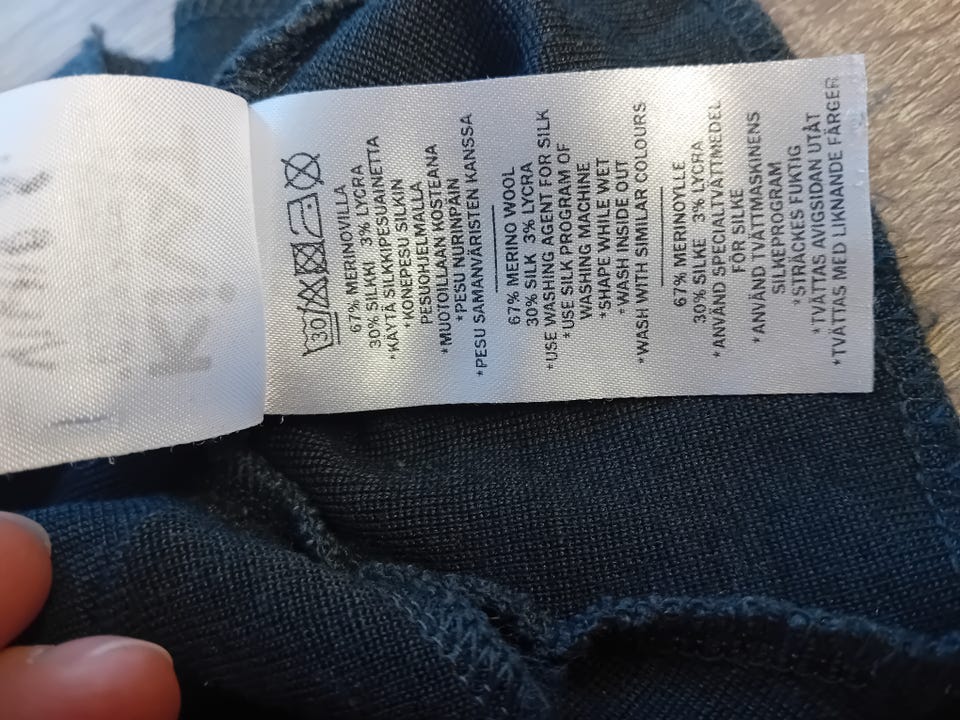 30
67% MERINOVILLA
30% SILKKI 3% LYCRA
*KÄYTÄ SILKKIPESUAINETTA
*KONEPESU SILKIN
PESUOHJELMALLA
*MUOTOILLAAN KOSTEANA
*PESU NURINPÄIN
*PESU SAMANVÄRISTEN KANSSA
67% MERINO WOOL
30% SILK 3% LYCRA
*USE WASHING AGENT FOR SILK
*USE SILK PROGRAM OF
WASHING MACHINE
*SHAPE WHILE WET
*WASH INSIDE OUT
*WASH WITH SIMILAR COLOURS
67% MERINOYLLE
30% SILKE 3% LYCRA
*ANVÄND SPECIALTVÄTTMEDEL
FÖR SILKE
*ANVÄND TVÄTTMASKINENS
SILMEPROGRAM
*STRÄCKES FUKTIG
*TVÄTTAS AVIGSIDAN UTÅT
*TVÄTTAS MED LIKNANDE FÄRGER